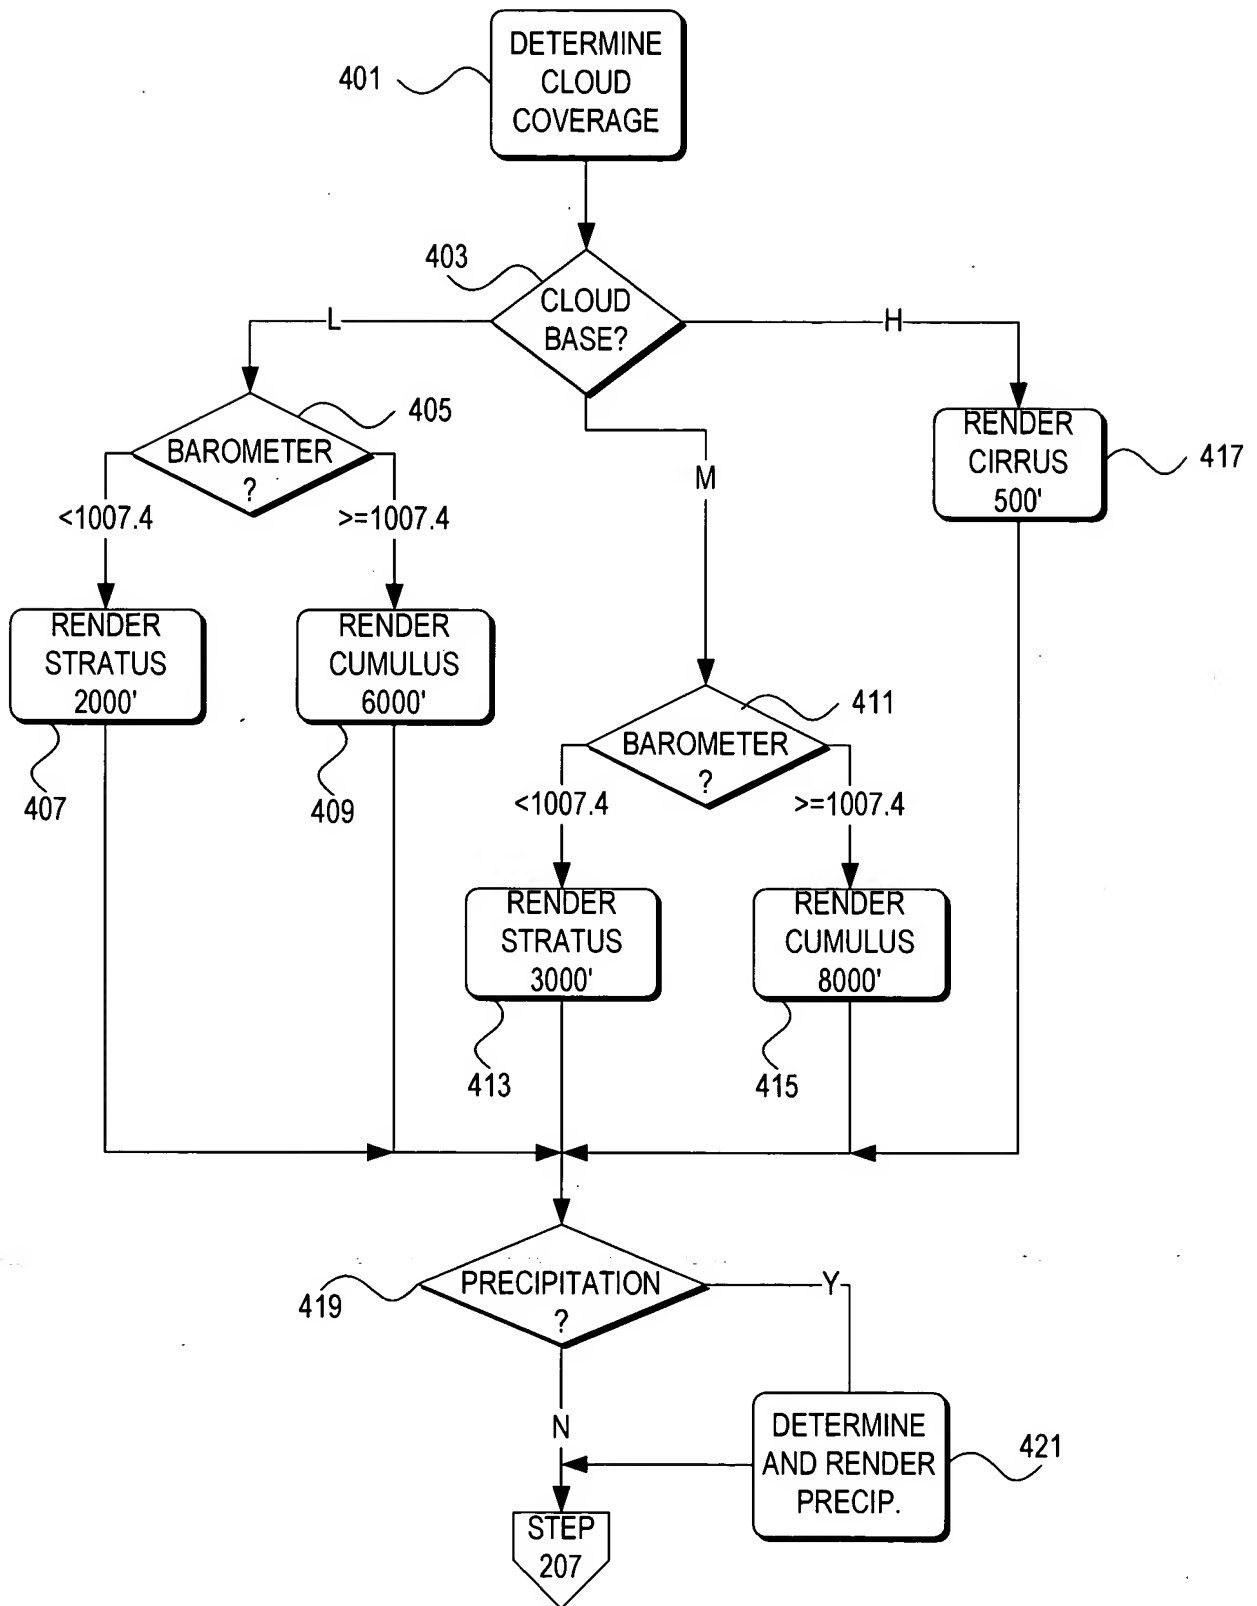 DETERMINE
CLOUD
COVERAGE
401
403
CLOUD
BASE?
L
H
M
405
BAROMETER
?
<1007.4
>=1007.4
RENDER
CIRRUS
500'
417
RENDER
STRATUS
2000'
407
RENDER
CUMULUS
6000'
409
411
BAROMETER
?
<1007.4
>=1007.4
RENDER
STRATUS
3000'
413
RENDER
CUMULUS
8000'
415
419
PRECIPITATION
?
Y
N
DETERMINE
AND RENDER
PRECIP.
421
STEP
207